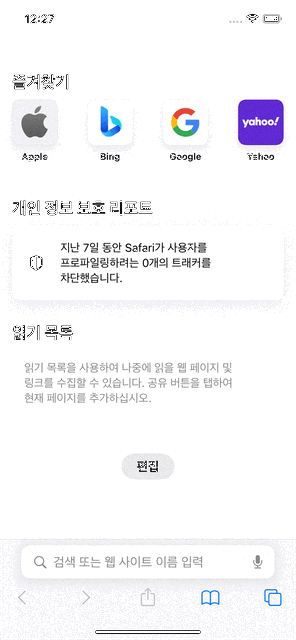 12:27
즐겨찾기
Apple Bing Google Yahoo
yahoo!
개인 정보 보호 리포트
지난 7일 동안 Safari가 사용자를
프로파일링하려는 0개의 트래커를
차단했습니다.
읽기 목록
읽기 목록을 사용하여 나중에 읽을 웹 페이지 및
링크를 수집할 수 있습니다. 공유 버튼을 탭하여
현재 페이지를 추가하십시오.
편집
검색 또는 웹 사이트 이름 입력